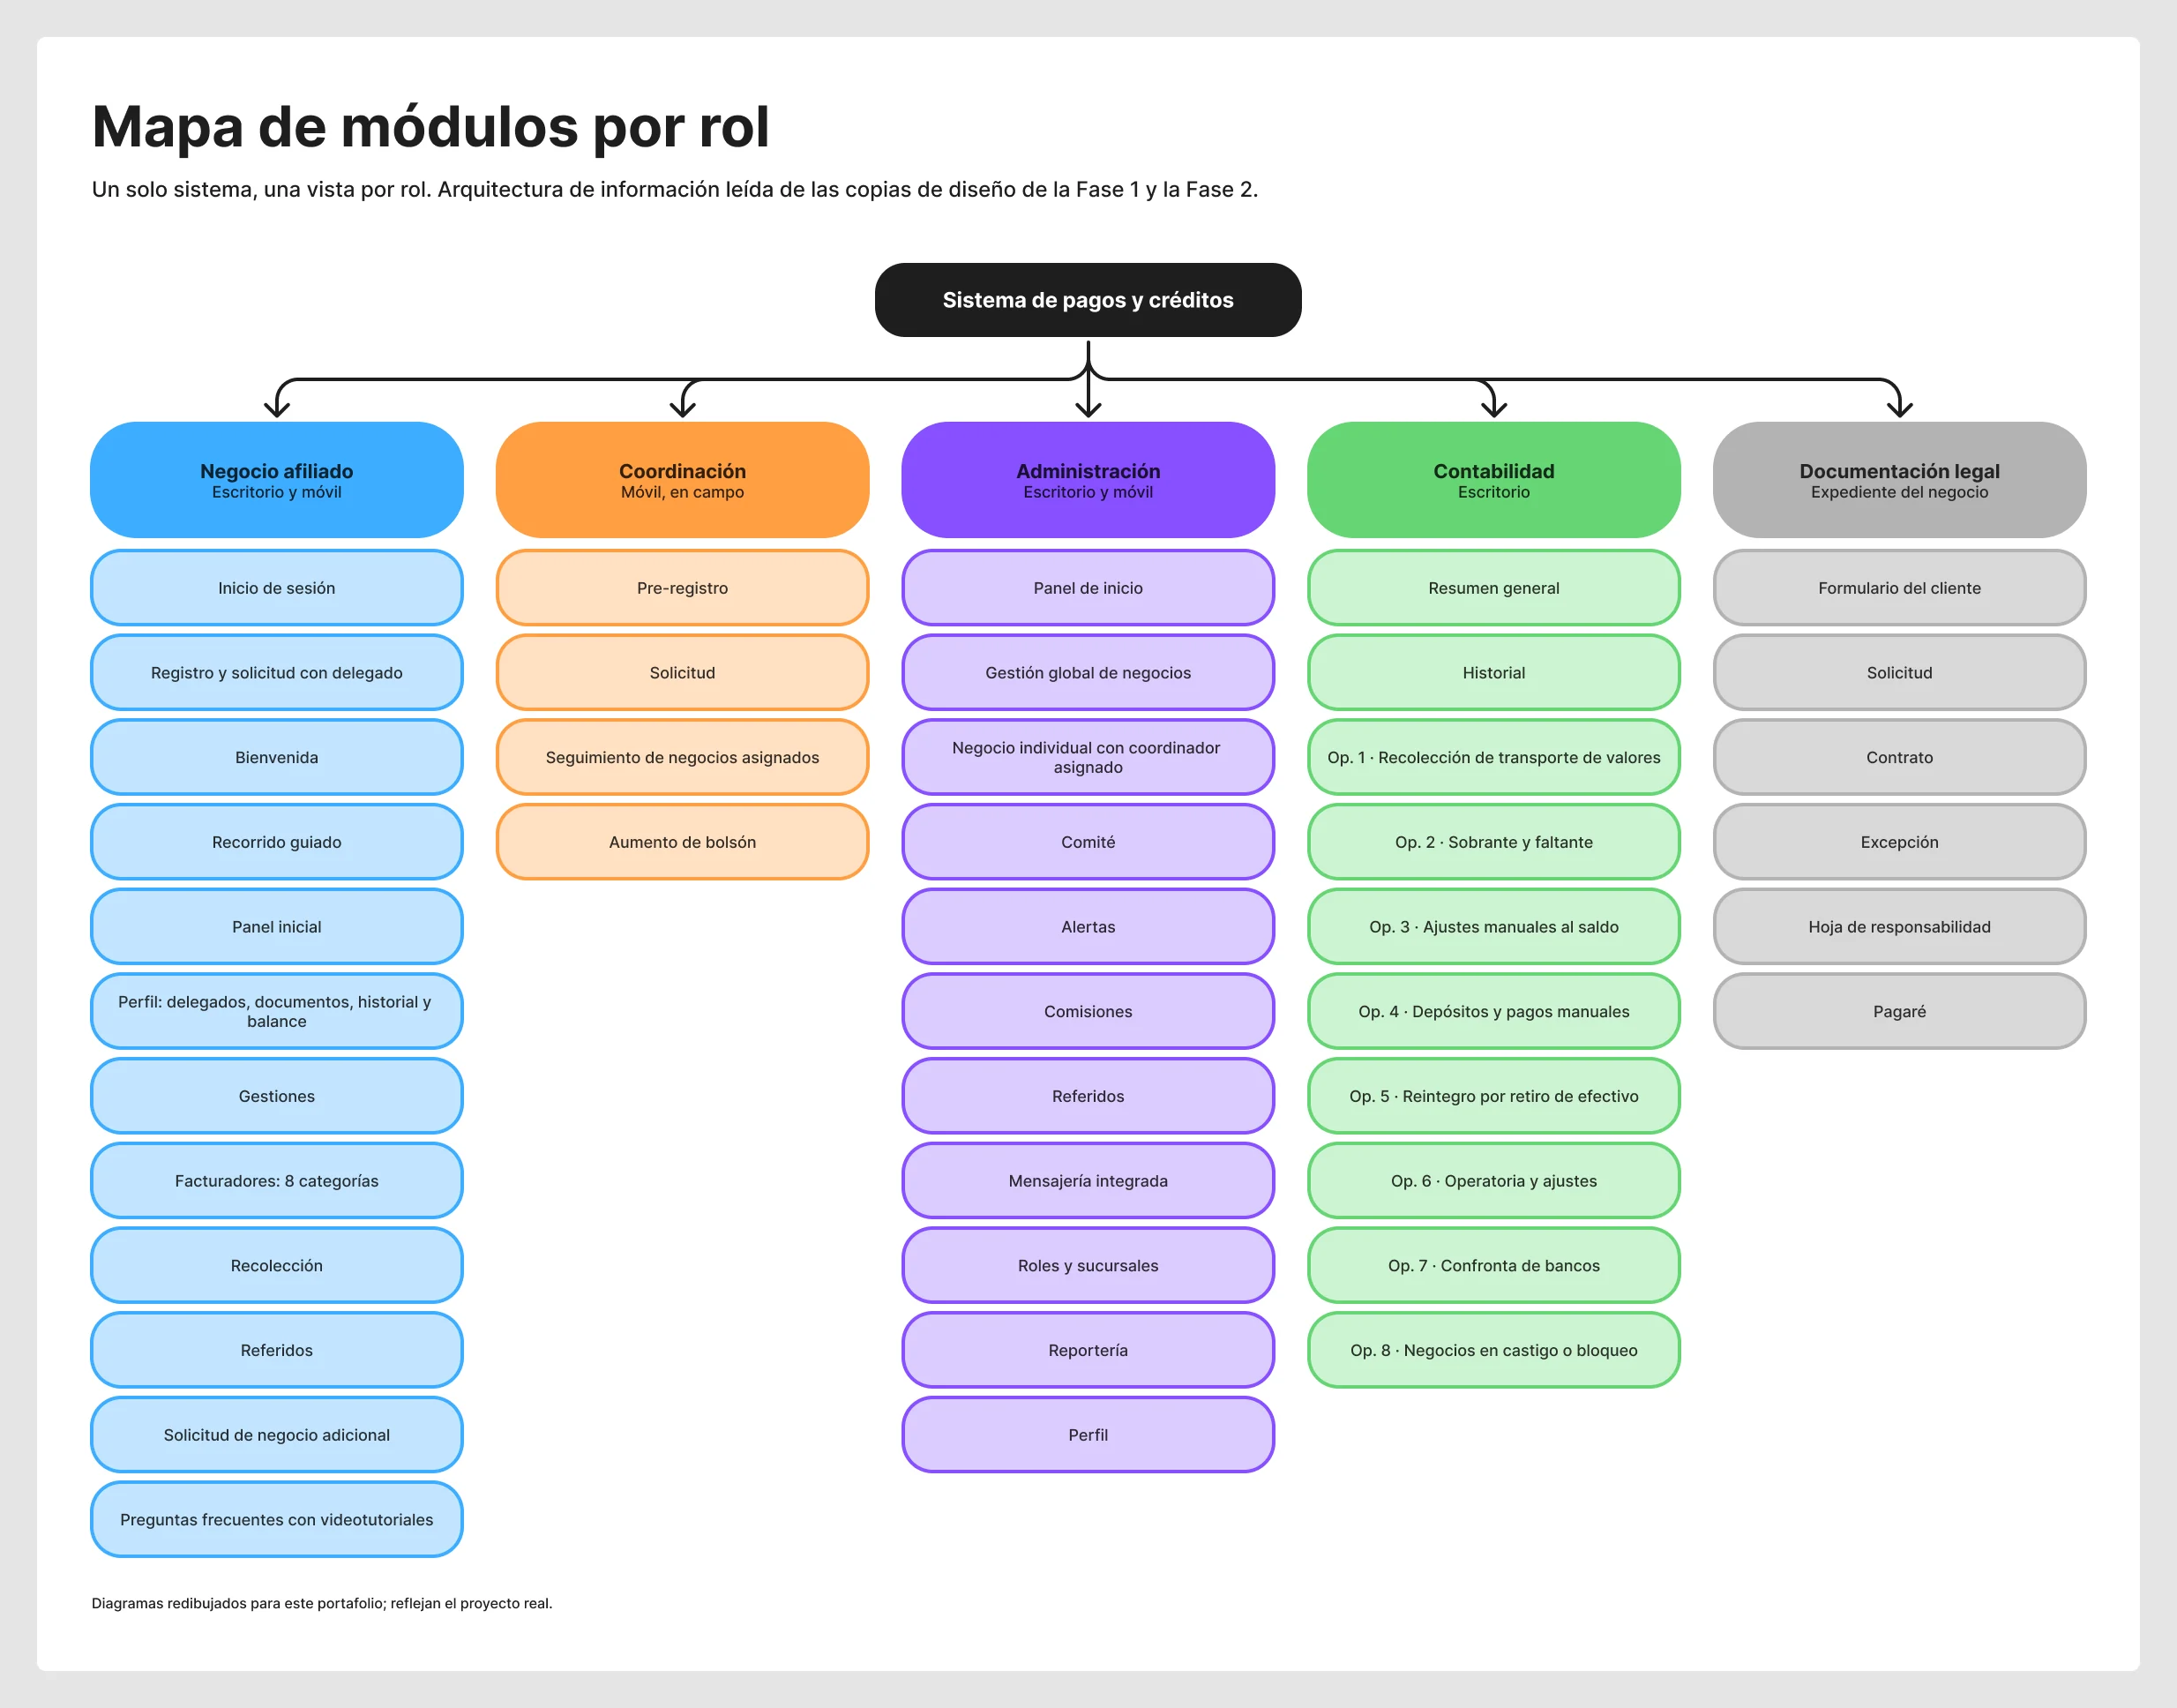 Mapa de módulos por rol
Un solo sistema, una vista por rol. Arquitectura de información leída de las copias de diseño de la Fase 1 y la Fase 2.
Sistema de pagos y créditos
Negocio afiliado
Escritorio y móvil
Inicio de sesión
Registro y solicitud con delegado
Bienvenida
Recorrido guiado
Panel inicial
Perfil: delegados, documentos, historial y
balance
Gestiones
Facturadores: 8 categorías
Recolección
Referidos
Solicitud de negocio adicional
Preguntas frecuentes con videotutoriales
Coordinación
Móvil, en campo
Pre-registro
Solicitud
Seguimiento de negocios asignados
Aumento de bolsón
Administración
Escritorio y móvil
Panel de inicio
Gestión global de negocios
Negocio individual con coordinador
asignado
Comité
Alertas
Comisiones
Referidos
Mensajería integrada
Roles y sucursales
Reportería
Perfil
Contabilidad
Escritorio
Resumen general
Historial
Op. 1 · Recolección de transporte de valores
Op. 2 · Sobrante y faltante
Op. 3 · Ajustes manuales al saldo
Op. 4 · Depósitos y pagos manuales
Op. 5 · Reintegro por retiro de efectivo
Op. 6 · Operatoria y ajustes
Op. 7 · Confronta de bancos
Op. 8 · Negocios en castigo o bloqueo
Documentación legal
Expediente del negocio
Formulario del cliente
Solicitud
Contrato
Excepción
Hoja de responsabilidad
Pagaré
Diagramas redibujados para este portafolio; reflejan el proyecto real.